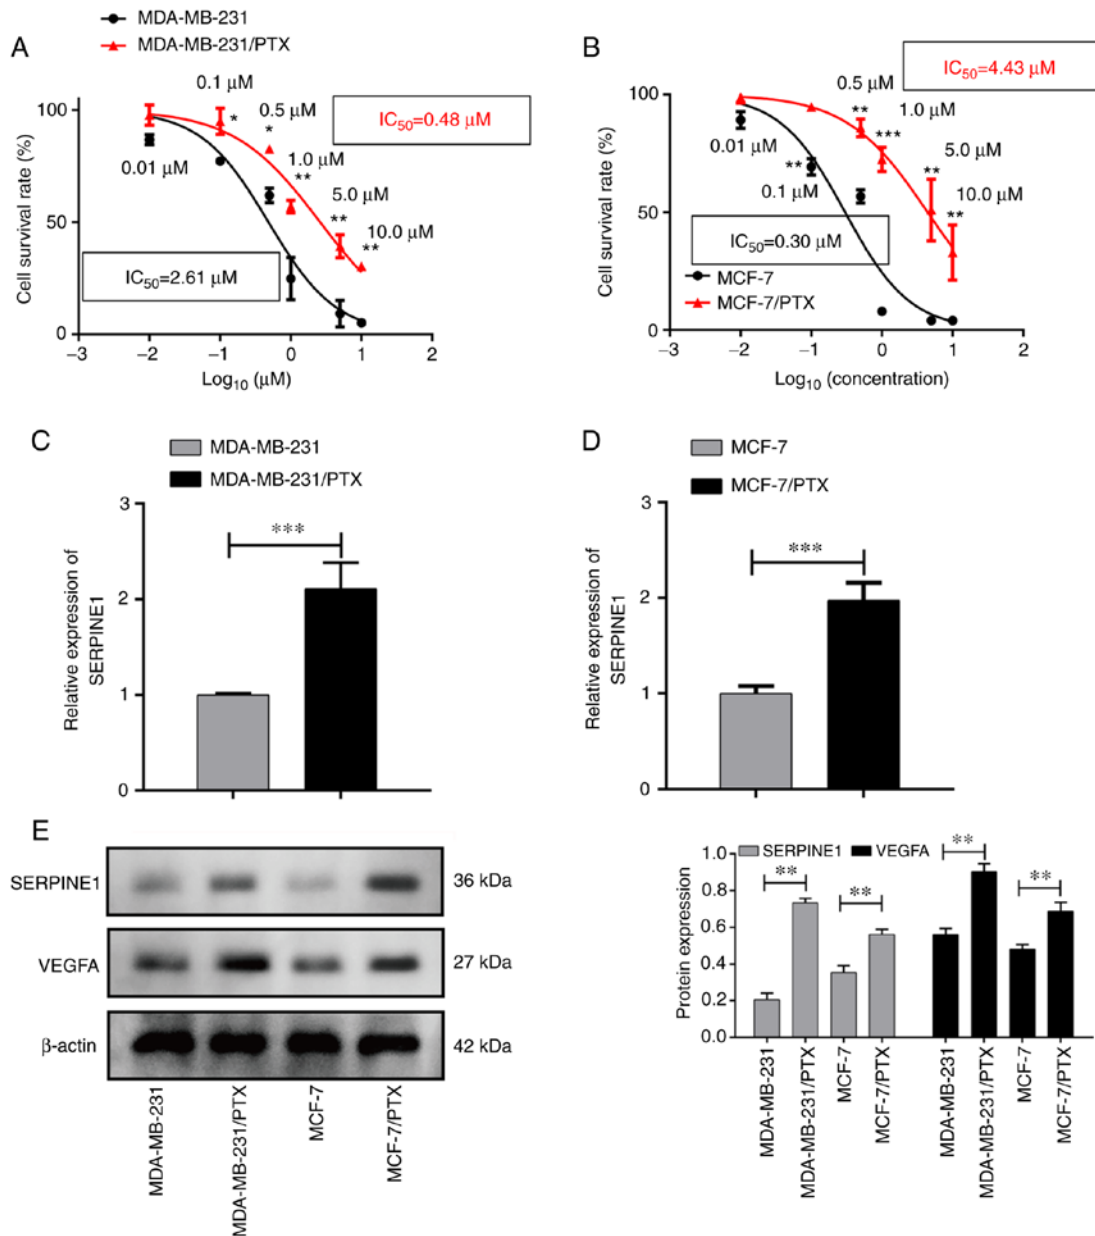 A
MDA-MB-231
MDA-MB-231/PTX
Cell survival rate (%)
100
50
0
0.01 μM
0.1 μM
*
0.5 μM
*
1.0 μM
**
5.0 μM
**
10.0 μM
**
IC50=0.48 μM
IC50=2.61 μM
−3 −2 −1 0 1 2
Log10 (μM)
B
Cell survival rate (%)
100
50
0
0.01 μM
**
0.1 μM
0.5 μM
**
1.0 μM
***
5.0 μM
**
10.0 μM
**
IC50=4.43 μM
IC50=0.30 μM
MCF-7
MCF-7/PTX
−3 −2 −1 0 1 2
Log10 (concentration)
C
MDA-MB-231
MDA-MB-231/PTX
Relative expression of
SERPINE1
3
2
1
0
***
D
MCF-7
MCF-7/PTX
Relative expression of
SERPINE1
3
2
1
0
***
E
SERPINE1
36 kDa
VEGFA
27 kDa
β-actin
42 kDa
MDA-MB-231
MDA-MB-231/PTX
MCF-7
MCF-7/PTX
SERPINE1 VEGFA
Protein expression
1.0
0.8
0.6
0.4
0.2
0.0
**
**
**
**
MDA-MB-231
MDA-MB-231/PTX
MCF-7
MCF-7/PTX
MDA-MB-231
MDA-MB-231/PTX
MCF-7
MCF-7/PTX